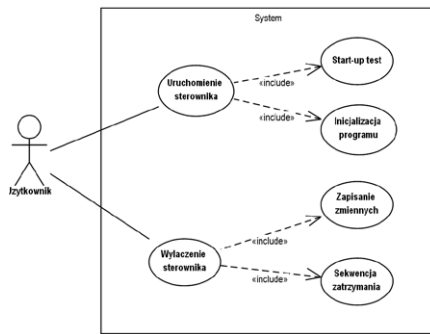 System
Start-up test
Uruchomienie
sterownika
«include»
«include»
Inicjalizacja
programu
Uzytkownik
Zapisanie
zmiennych
Wylaczenie
sterownika
«include»
«include»
Sekwencja
zatrzymania